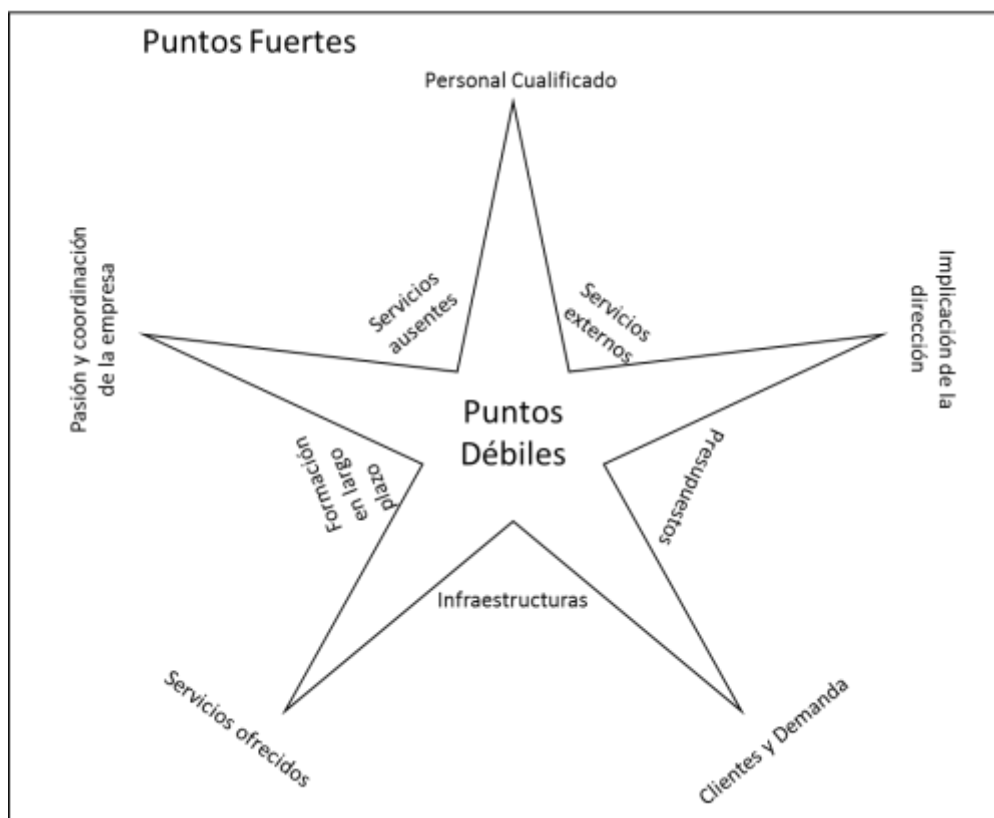 Puntos Fuertes
Personal Cualificado
Pasión y coordinación
de la empresa
Servicios
ausentes
Servicios
externos
Implicación de la
dirección
Puntos
Débiles
Formación
en largo
plazo
Presupuestos
Infraestructuras
Servicios ofrecidos
Clientes y Demanda